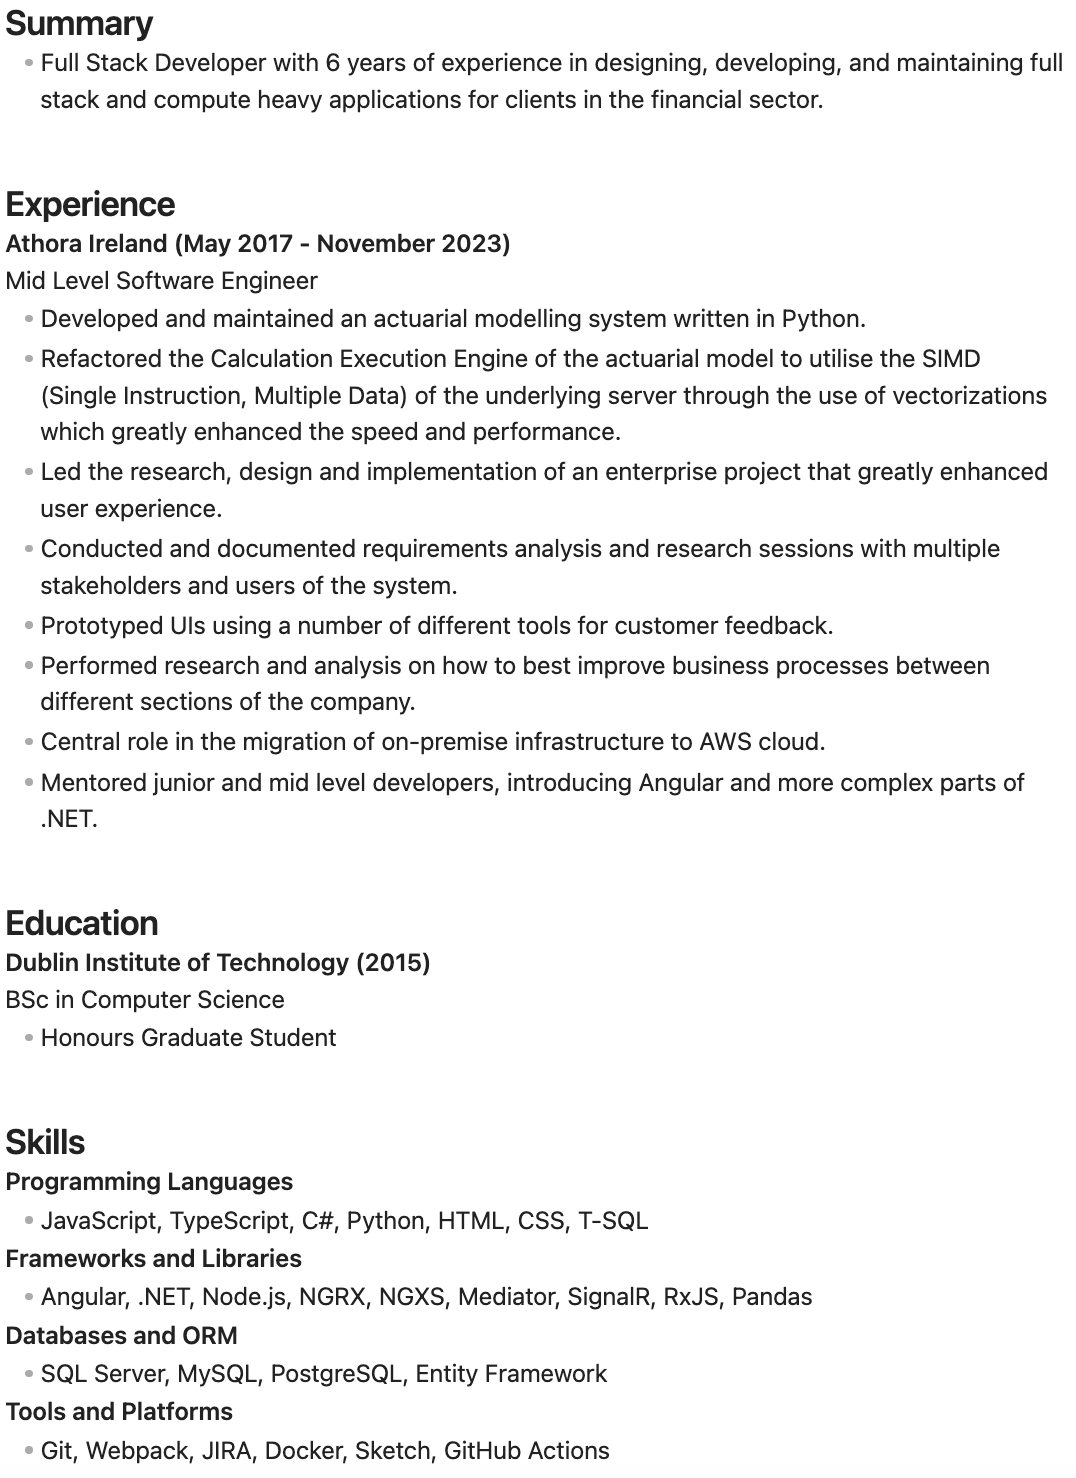 Summary
• Full Stack Developer with 6 years of experience in designing, developing, and maintaining full
stack and compute heavy applications for clients in the financial sector.
Experience
Athora Ireland (May 2017 - November 2023)
Mid Level Software Engineer
• Developed and maintained an actuarial modelling system written in Python.
• Refactored the Calculation Execution Engine of the actuarial model to utilise the SIMD
(Single Instruction, Multiple Data) of the underlying server through the use of vectorizations
which greatly enhanced the speed and performance.
• Led the research, design and implementation of an enterprise project that greatly enhanced
user experience.
• Conducted and documented requirements analysis and research sessions with multiple
stakeholders and users of the system.
• Prototyped UIs using a number of different tools for customer feedback.
• Performed research and analysis on how to best improve business processes between
different sections of the company.
• Central role in the migration of on-premise infrastructure to AWS cloud.
• Mentored junior and mid level developers, introducing Angular and more complex parts of
.NET.
Education
Dublin Institute of Technology (2015)
BSc in Computer Science
• Honours Graduate Student
Skills
Programming Languages
• JavaScript, TypeScript, C#, Python, HTML, CSS, T-SQL
Frameworks and Libraries
• Angular, .NET, Node.js, NGRX, NGXS, Mediator, SignalR, RxJS, Pandas
Databases and ORM
• SQL Server, MySQL, PostgreSQL, Entity Framework
Tools and Platforms
• Git, Webpack, JIRA, Docker, Sketch, GitHub Actions